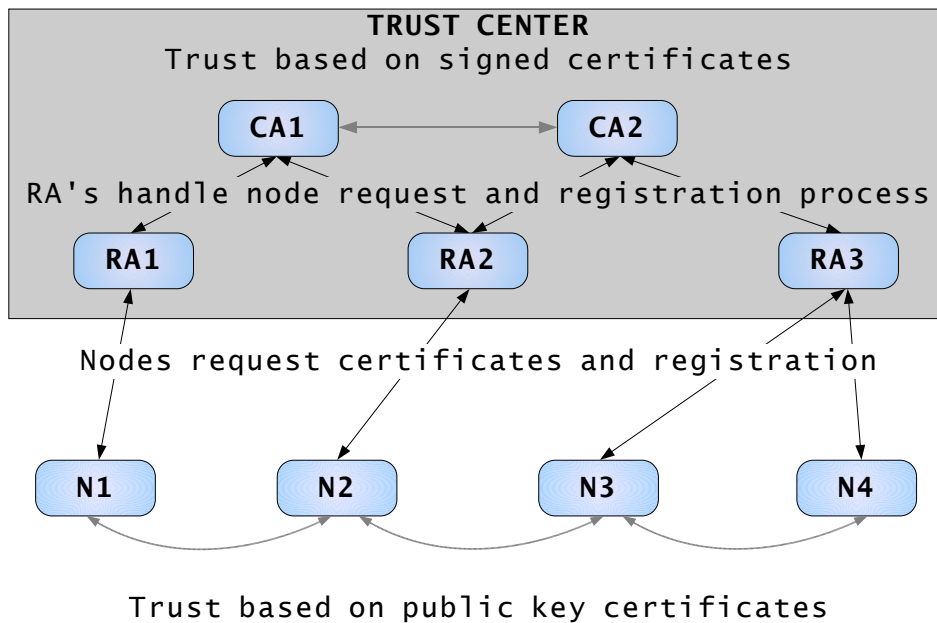 TRUST CENTER
Trust based on signed certificates
CA1 CA2
RA's handle node request and registration process
RA1 RA2 RA3
Nodes request certificates and registration
N1 N2 N3 N4
Trust based on public key certificates